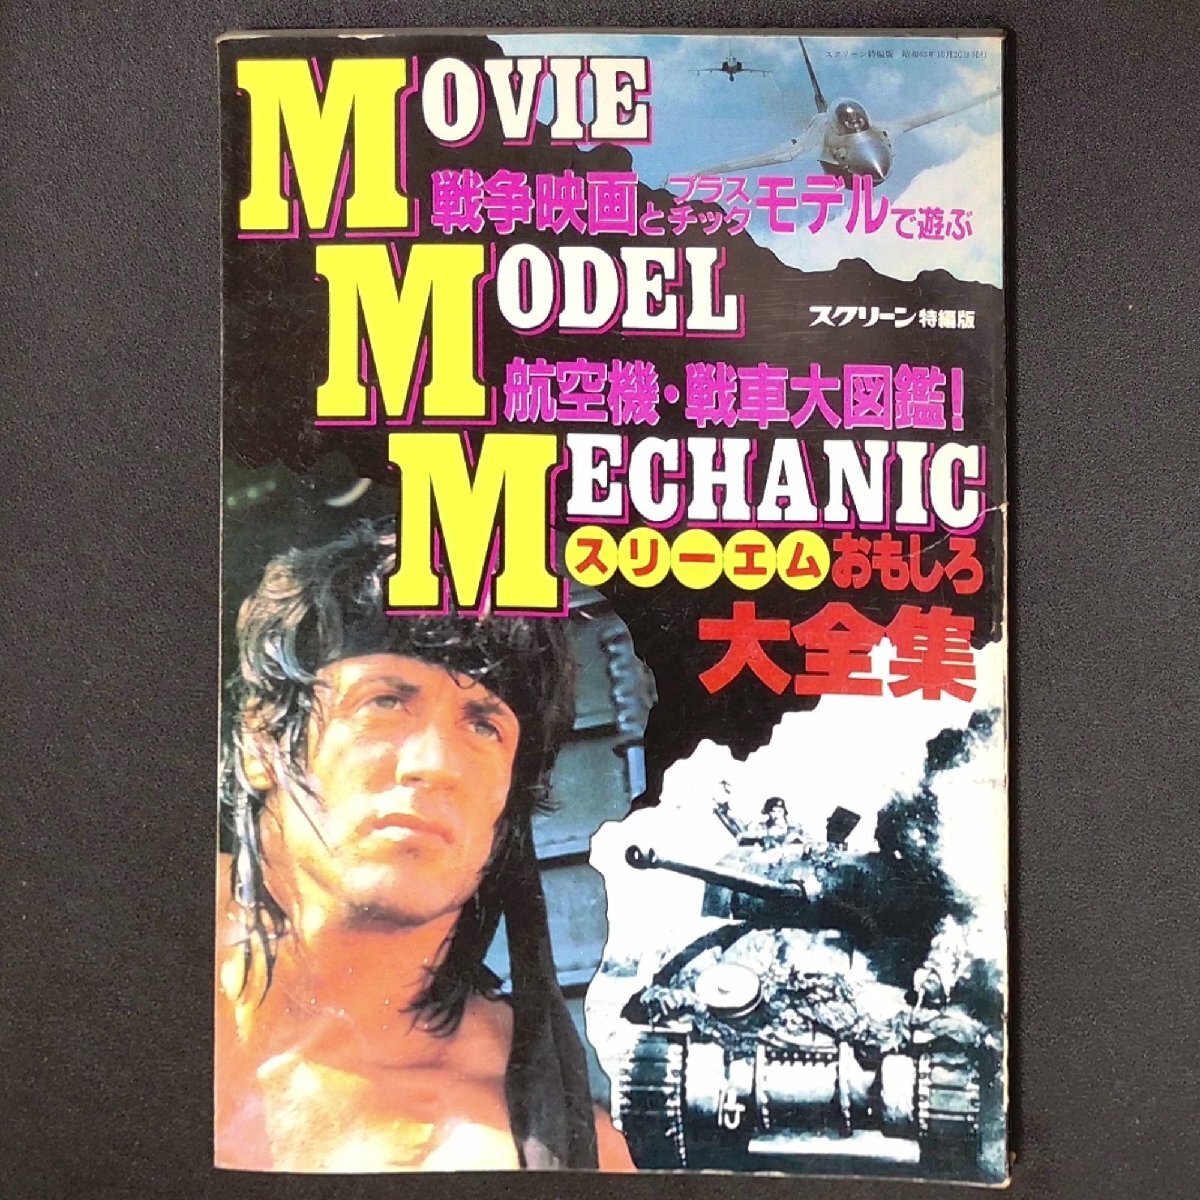 スクリーン特編版 昭和63年10月20日発行
MOVIE
戦争映画とプラスチックモデルで遊ぶ
MODEL
スクリーン特編版
航空機・戦車大図鑑!
MECHANIC
スリーエムおもしろ
大全集